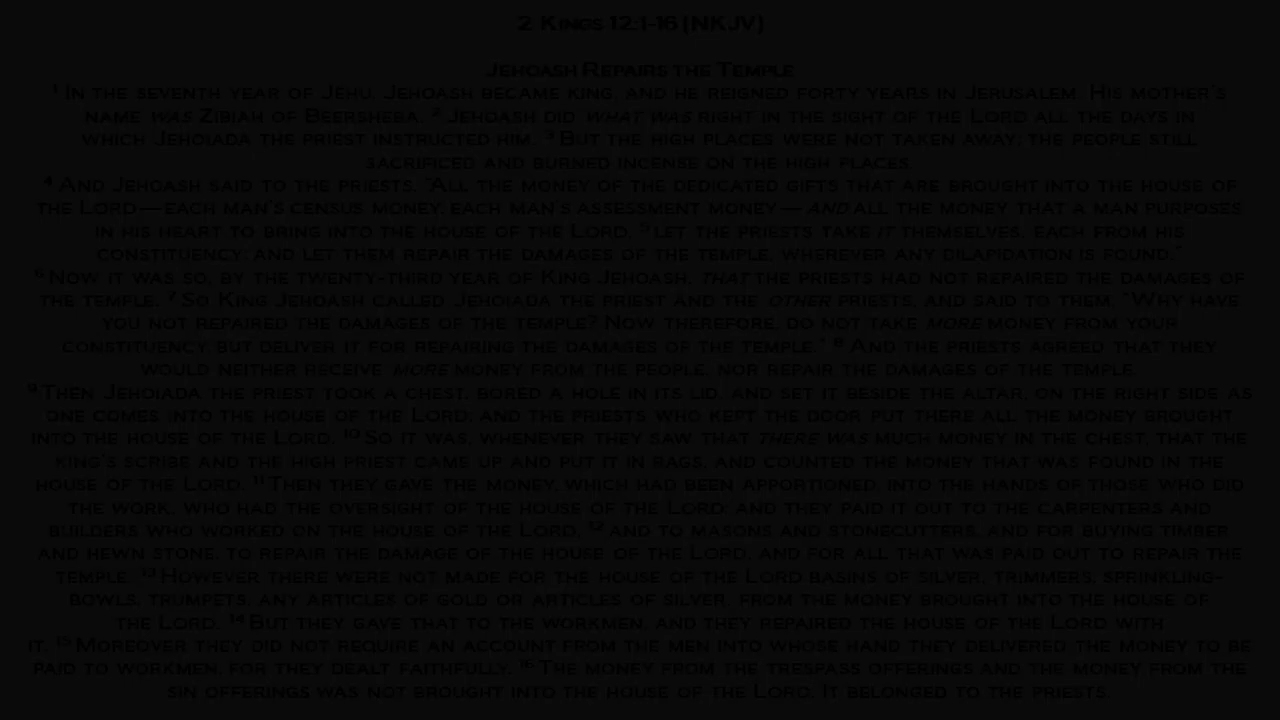 2 Kings 12:1-16 (NKJV)
Jehoash Repairs the Temple
1 In the seventh year of Jehu, Jehoash became king, and he reigned forty years in Jerusalem. His mother's
name was Zibiah of Beersheba. 2 Jehoash did what was right in the sight of the Lord all the days in
which Jehoiada the priest instructed him. 3 But the high places were not taken away; the people still
sacrificed and burned incense on the high places.
4 And Jehoash said to the priests, "All the money of the dedicated gifts that are brought into the house of
the Lord—each man's census money, each man's assessment money—and all the money that a man purposes
in his heart to bring into the house of the Lord, 5 let the priests take it themselves, each from his
constituency; and let them repair the damages of the temple, wherever any dilapidation is found."
6 Now it was so, by the twenty-third year of King Jehoash, that the priests had not repaired the damages of
the temple. 7 So King Jehoash called Jehoiada the priest and the other priests, and said to them, "Why have
you not repaired the damages of the temple? Now therefore, do not take more money from your
constituency, but deliver it for repairing the damages of the temple." 8 And the priests agreed that they
would neither receive more money from the people, nor repair the damages of the temple.
9 Then Jehoiada the priest took a chest, bored a hole in its lid, and set it beside the altar, on the right side as
one comes into the house of the Lord; and the priests who kept the door put there all the money brought
into the house of the Lord. 10 So it was, whenever they saw that there was much money in the chest, that the
king's scribe and the high priest came up and put it in bags, and counted the money that was found in the
house of the Lord. 11 Then they gave the money, which had been apportioned, into the hands of those who did
the work, who had the oversight of the house of the Lord; and they paid it out to the carpenters and
builders who worked on the house of the Lord, 12 and to masons and stonecutters, and for buying timber
and hewn stone, to repair the damage of the house of the Lord, and for all that was paid out to repair the
temple. 13 However there were not made for the house of the Lord basins of silver, trimmers, sprinkling-
bowls, trumpets, any articles of gold or articles of silver, from the money brought into the house of
the Lord. 14 But they gave that to the workmen, and they repaired the house of the Lord with
it. 15 Moreover they did not require an account from the men into whose hand they delivered the money to be
paid to workmen, for they dealt faithfully. 16 The money from the trespass offerings and the money from the
sin offerings was not brought into the house of the Lord. It belonged to the priests.